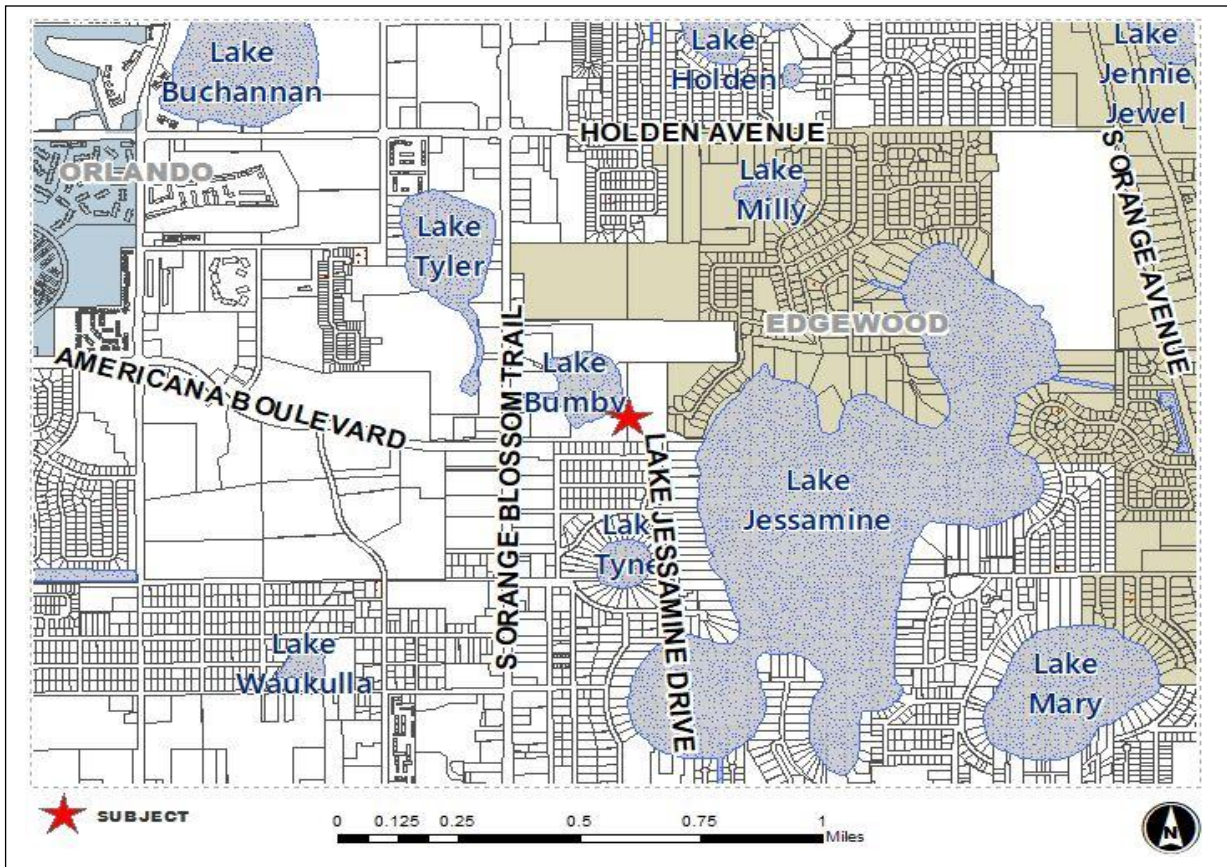 Lake
Buchannan
Lake
Holden
Lake
Jennie
Jewel
HOLDEN AVENUE
ORLANDO
Lake
Milly
S ORANGE AVENUE
Lake
Tyler
EDGEWOOD
AMERICANA BOULEVARD
S ORANGE BLOSSOM TRAIL
Lake
Bumby
LAKE JESSAMINE DRIVE
Lake
Jessamine
Lak
Tyne
Lake
Waukulla
Lake
Mary
SUBJECT
0 0.125 0.25 0.5 0.75 1
Miles
N